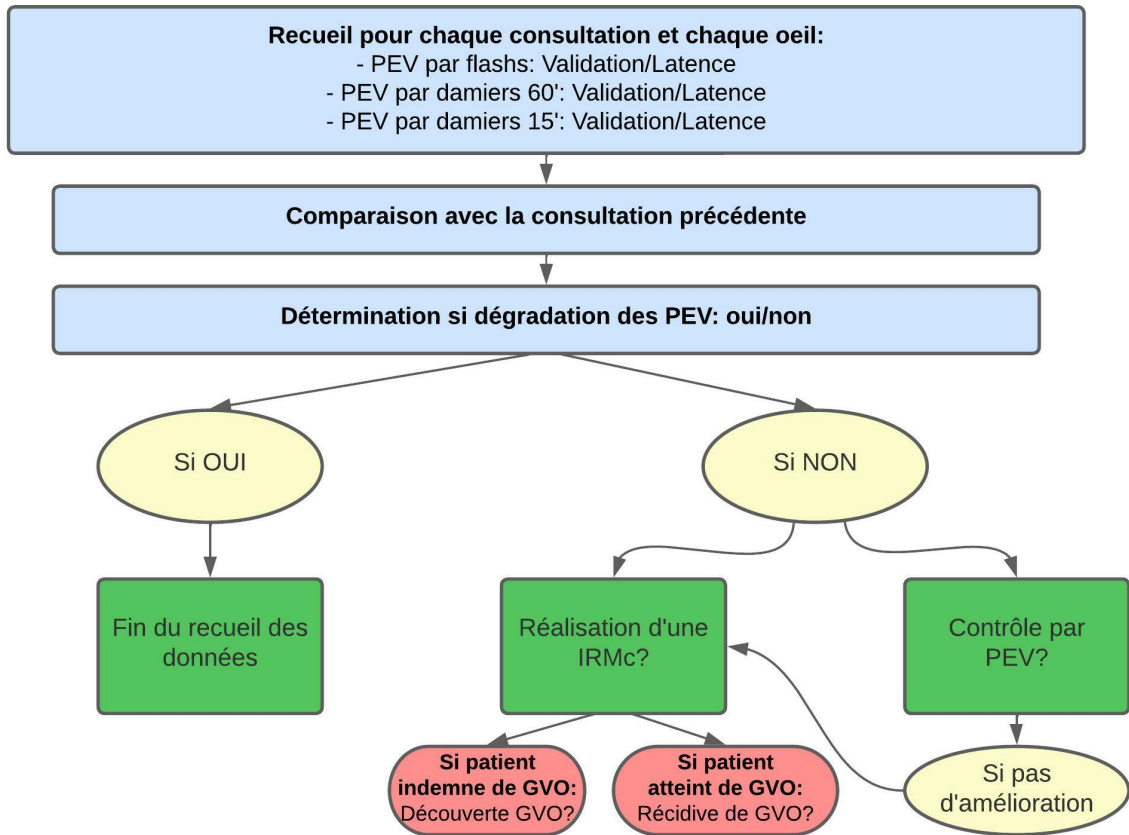 Recueil pour chaque consultation et chaque oeil:
- PEV par flashs: Validation/Latence
- PEV par damiers 60': Validation/Latence
- PEV par damiers 15': Validation/Latence
Comparaison avec la consultation précédente
Détermination si dégradation des PEV: oui/non
Si OUI
Si NON
Fin du recueil des
données
Réalisation d'une
IRMc?
Contrôle par
PEV?
Si patient
indemne de GVO:
Découverte GVO?
Si patient
atteint de GVO:
Récidive de GVO?
Si pas
d'amélioration